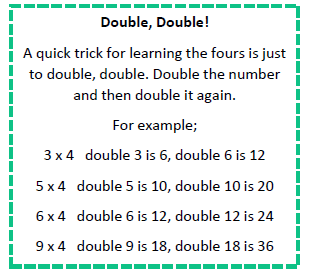 Double, Double!
A quick trick for learning the fours is just
to double, double. Double the number
and then double it again.
For example;
3 x 4   double 3 is 6, double 6 is 12
5 x 4   double 5 is 10, double 10 is 20
6 x 4   double 6 is 12, double 12 is 24
9 x 4   double 9 is 18, double 18 is 36